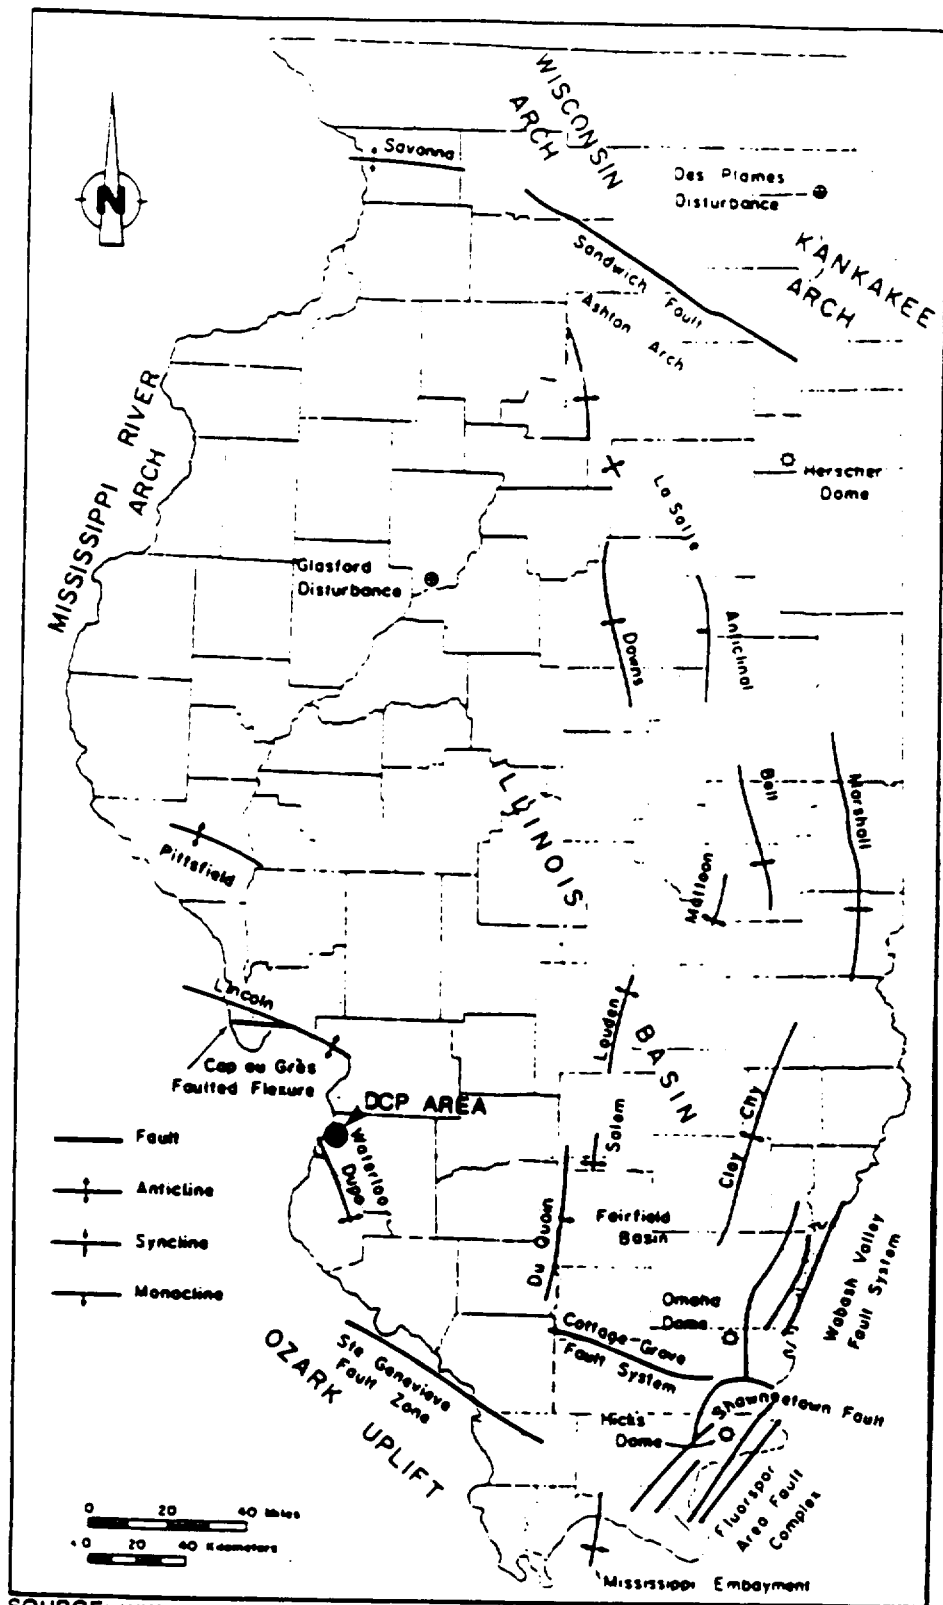 WISCONSIN
ARCH
Savanna
N
Des Plaines
Disturbance
KANKAKEE
ARCH
Sandwich Fault
Ashton Arch
MISSISSIPPI RIVER
ARCH
Herscher
Dome
La Salle
Anticlinal
Glasford
Disturbance
Downs
ILLINOIS
BASIN
Bell
Marshall
Mattoon
Pittsfield
Lincoln
Louden
Cap au Grès
Faulted Flexure
DCP AREA
Waterloo
Dupo
Salem
Clay City
Fault
Anticline
Syncline
Monocline
Du Quoin
Fairfield
Basin
Wabash Valley
Fault System
Omaha
Dome
Cottage-Grove
Fault System
Ste Genevieve
Fault Zone
OZARK UPLIFT
Shawneetown Fault
Hicks
Dome
Fluorspar
Area Fault
Complex
0 20 40 Miles
0 20 40 Kilometers
Mississippi Embayment
SOURCE